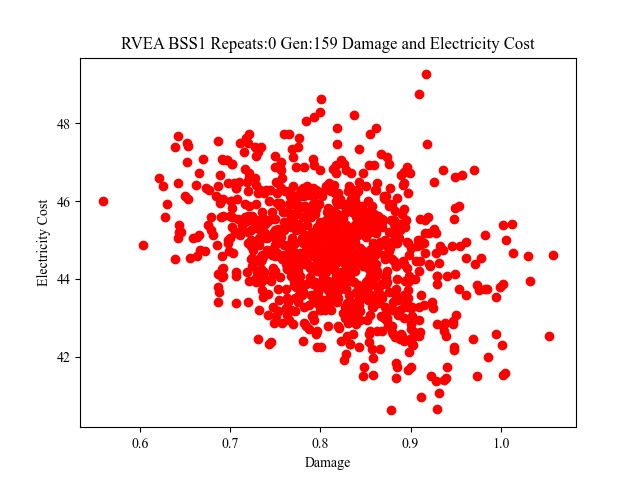 RVEA BSS1 Repeats:0 Gen:159 Damage and Electricity Cost
48
46
44
42
Electricity Cost
0.6 0.7 0.8 0.9 1.0
Damage